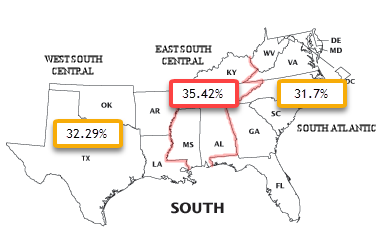 WEST SOUTH
CENTRAL
EAST SOUTH
CENTRAL
WV
VA
DE
MD
DC
KY
35.42%
31.7%
OK
AR
SC
32.29%
SOUTH ATLANTIC
TX
LA
MS
AL
GA
FL
SOUTH